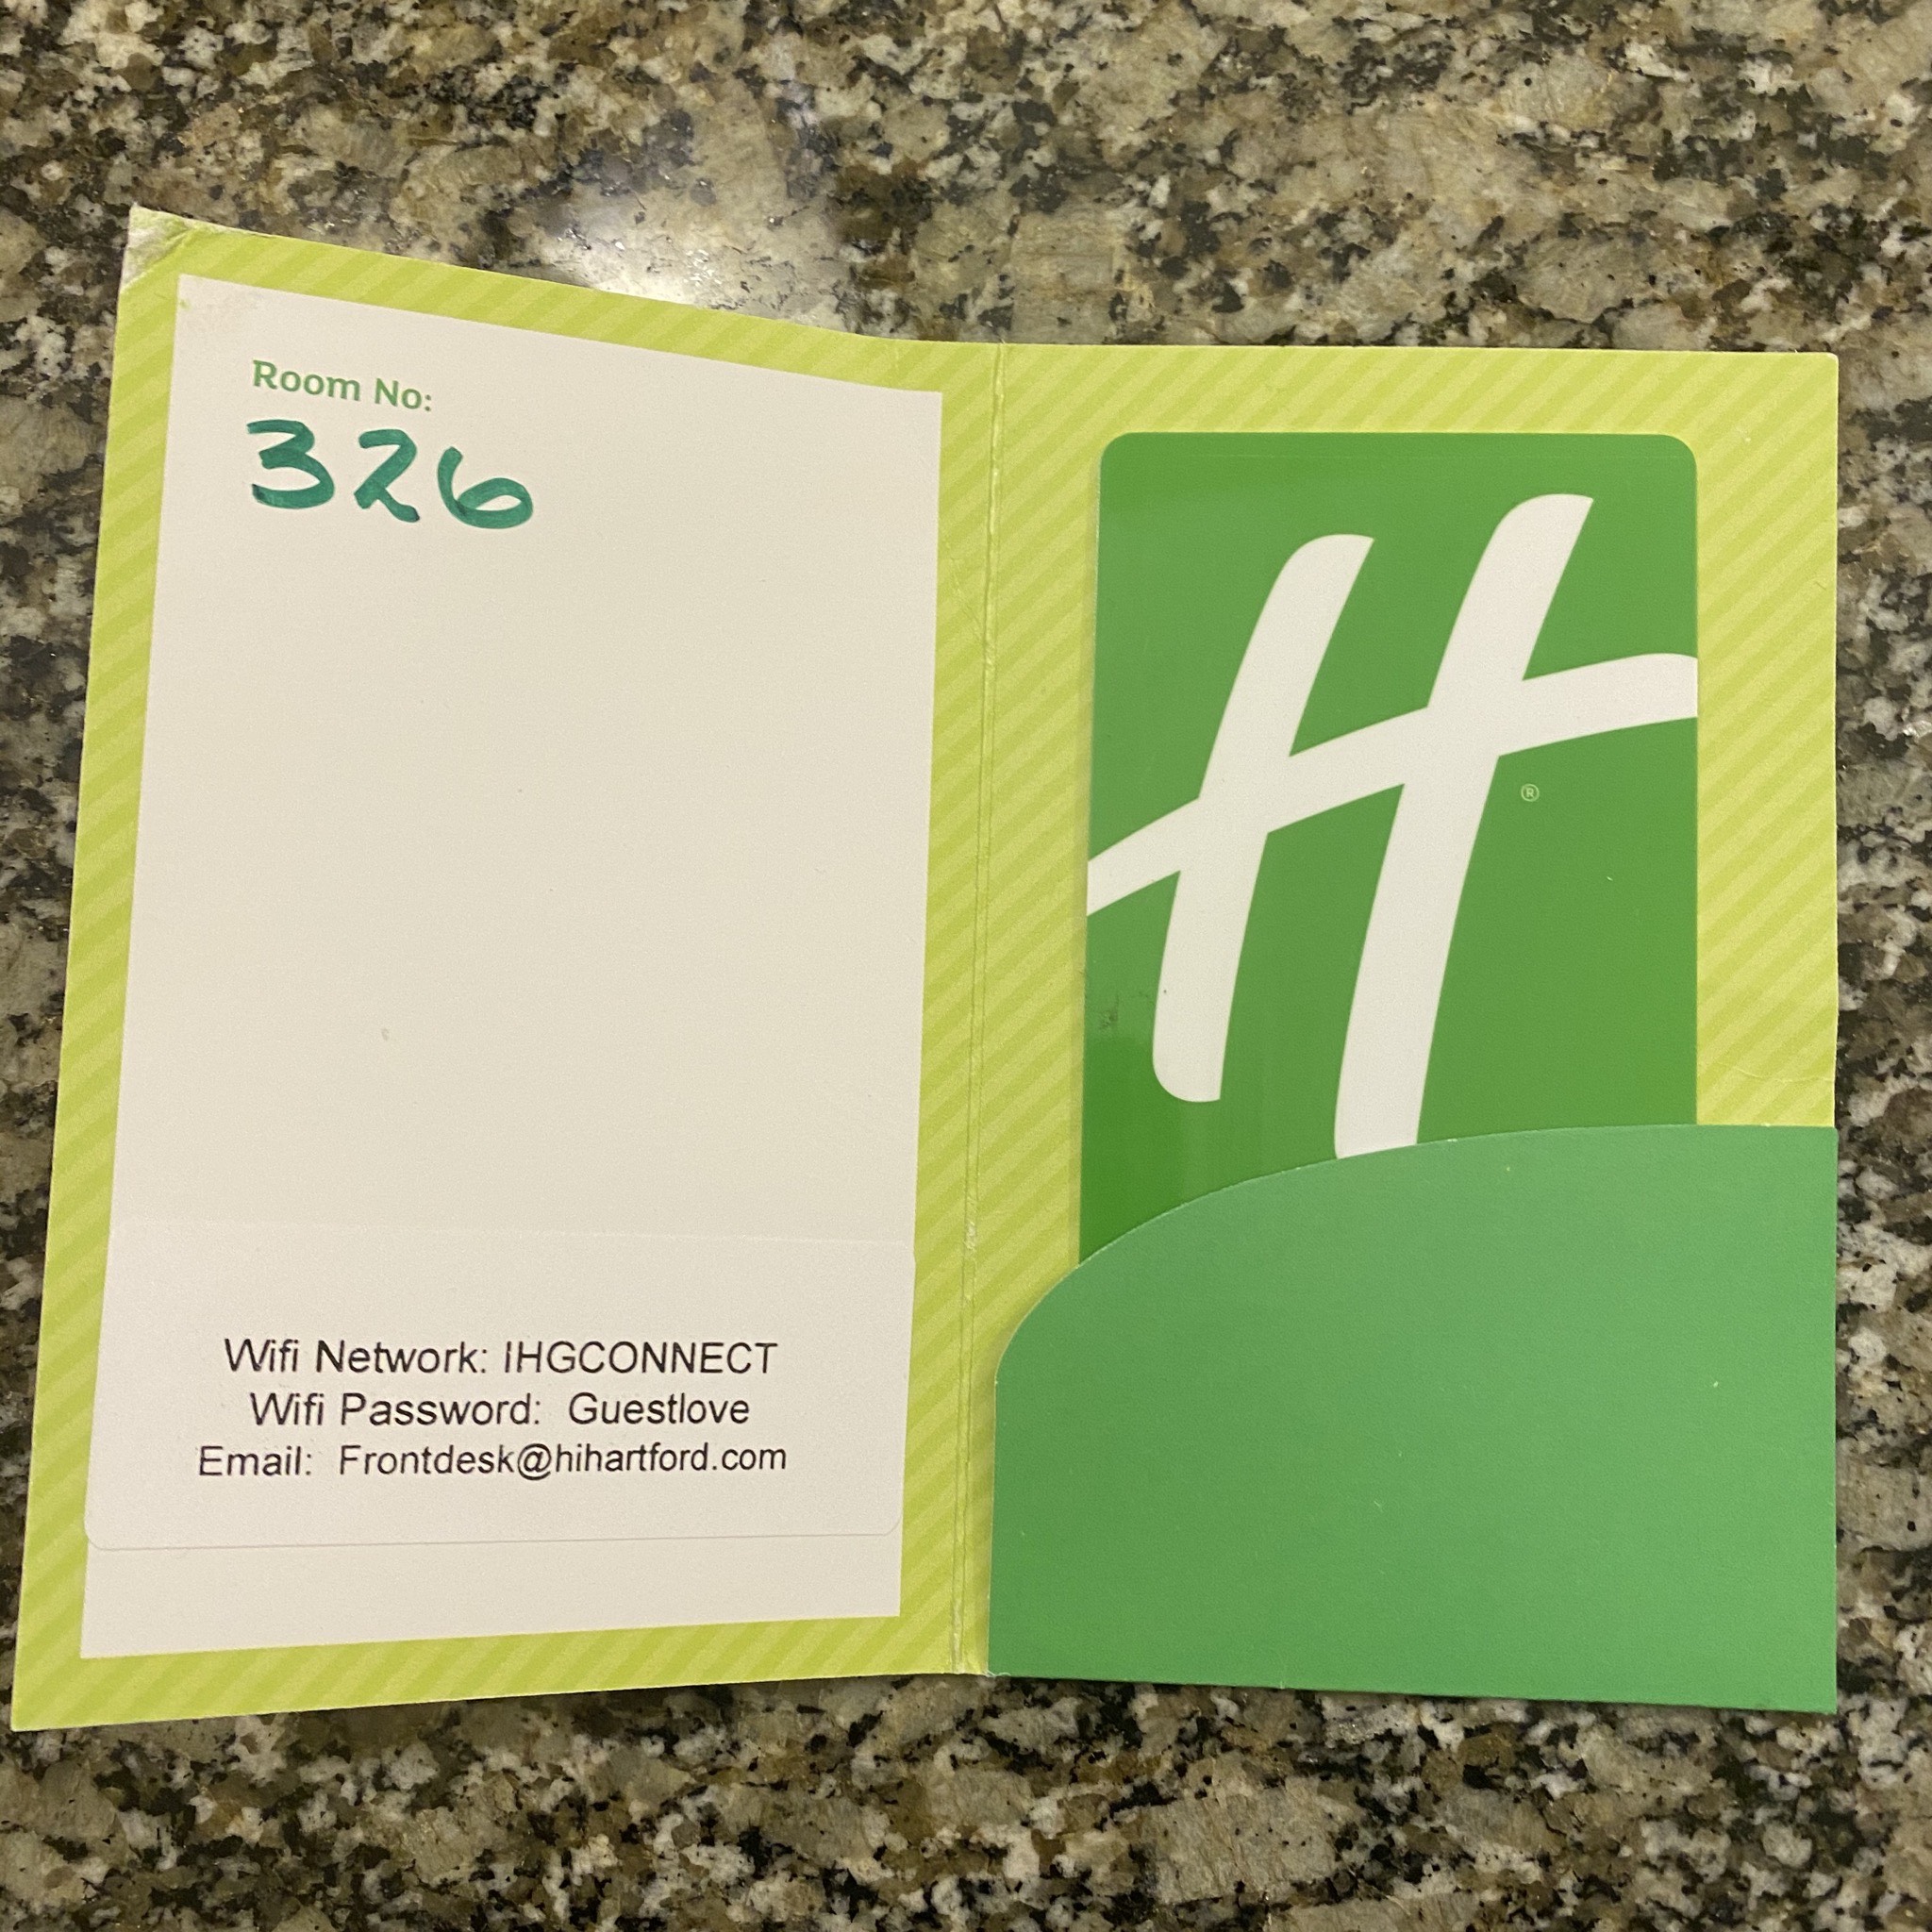 Room No:
326
Wifi Network: IHGCONNECT
Wifi Password: Guestlove
Email: Frontdesk@hihartford.com
H
®